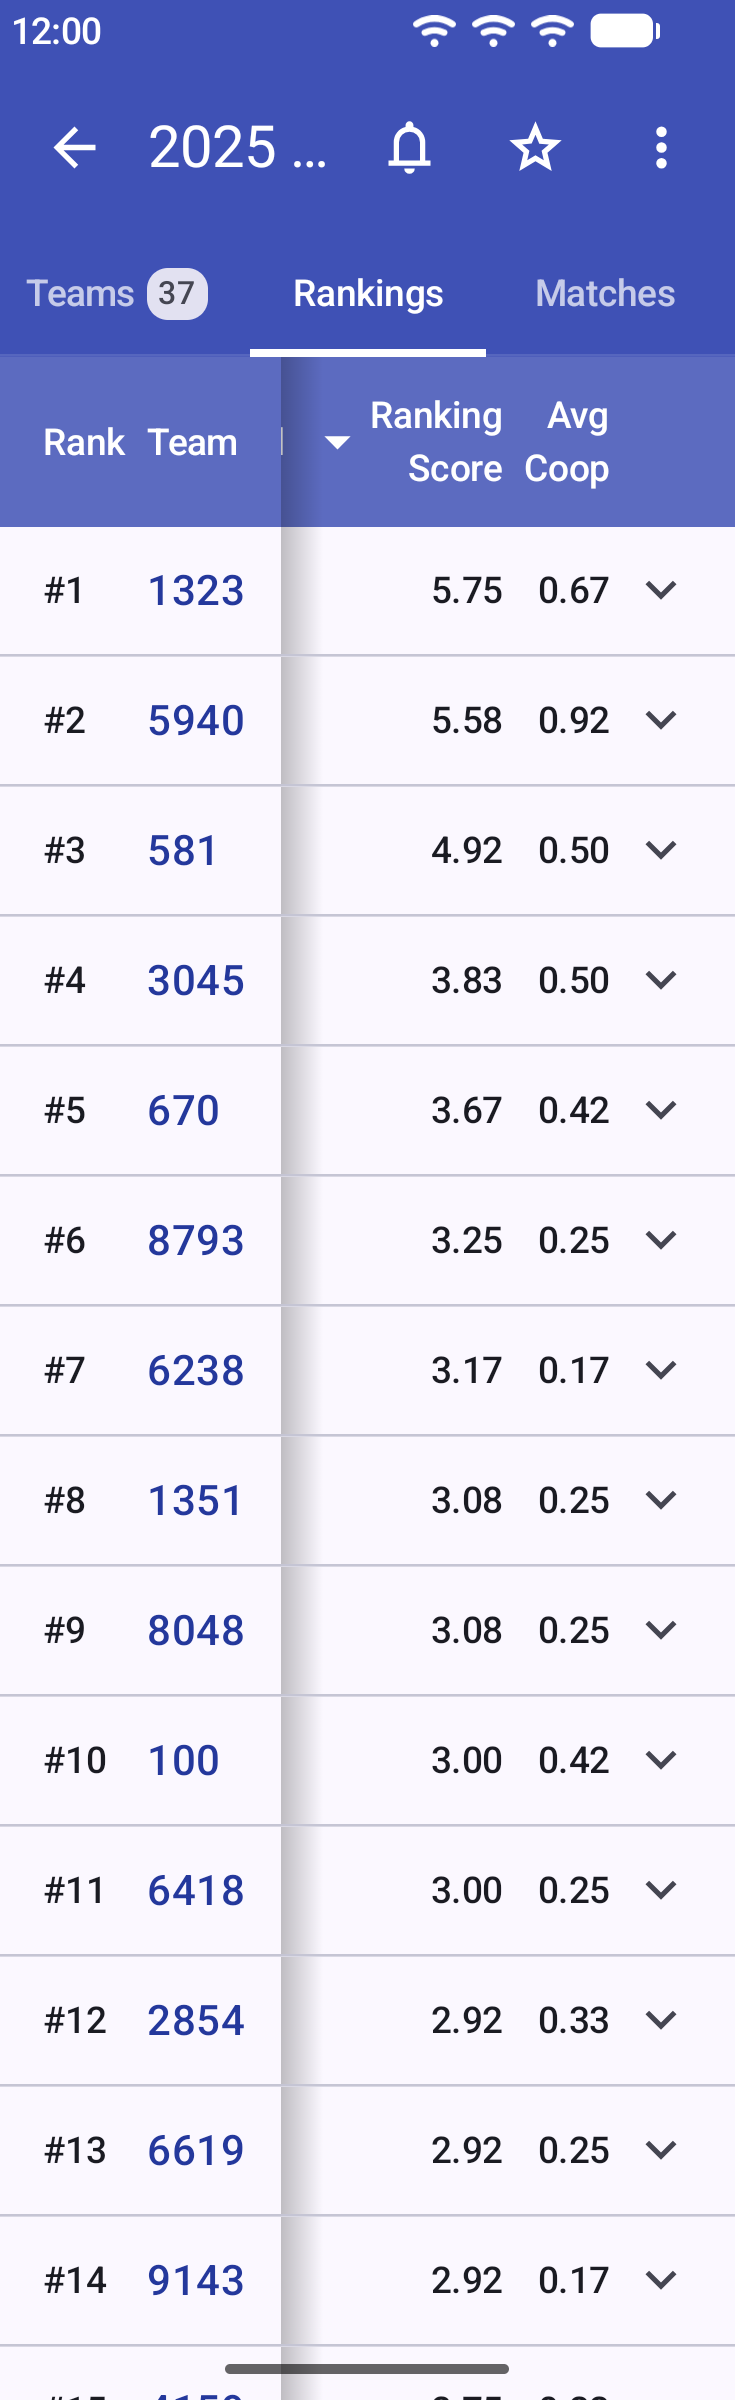 12:00
2025 ...
Teams 37 Rankings Matches
Rank Team Ranking Score Avg Coop
#1 1323 5.75 0.67
#2 5940 5.58 0.92
#3 581 4.92 0.50
#4 3045 3.83 0.50
#5 670 3.67 0.42
#6 8793 3.25 0.25
#7 6238 3.17 0.17
#8 1351 3.08 0.25
#9 8048 3.08 0.25
#10 100 3.00 0.42
#11 6418 3.00 0.25
#12 2854 2.92 0.33
#13 6619 2.92 0.25
#14 9143 2.92 0.17